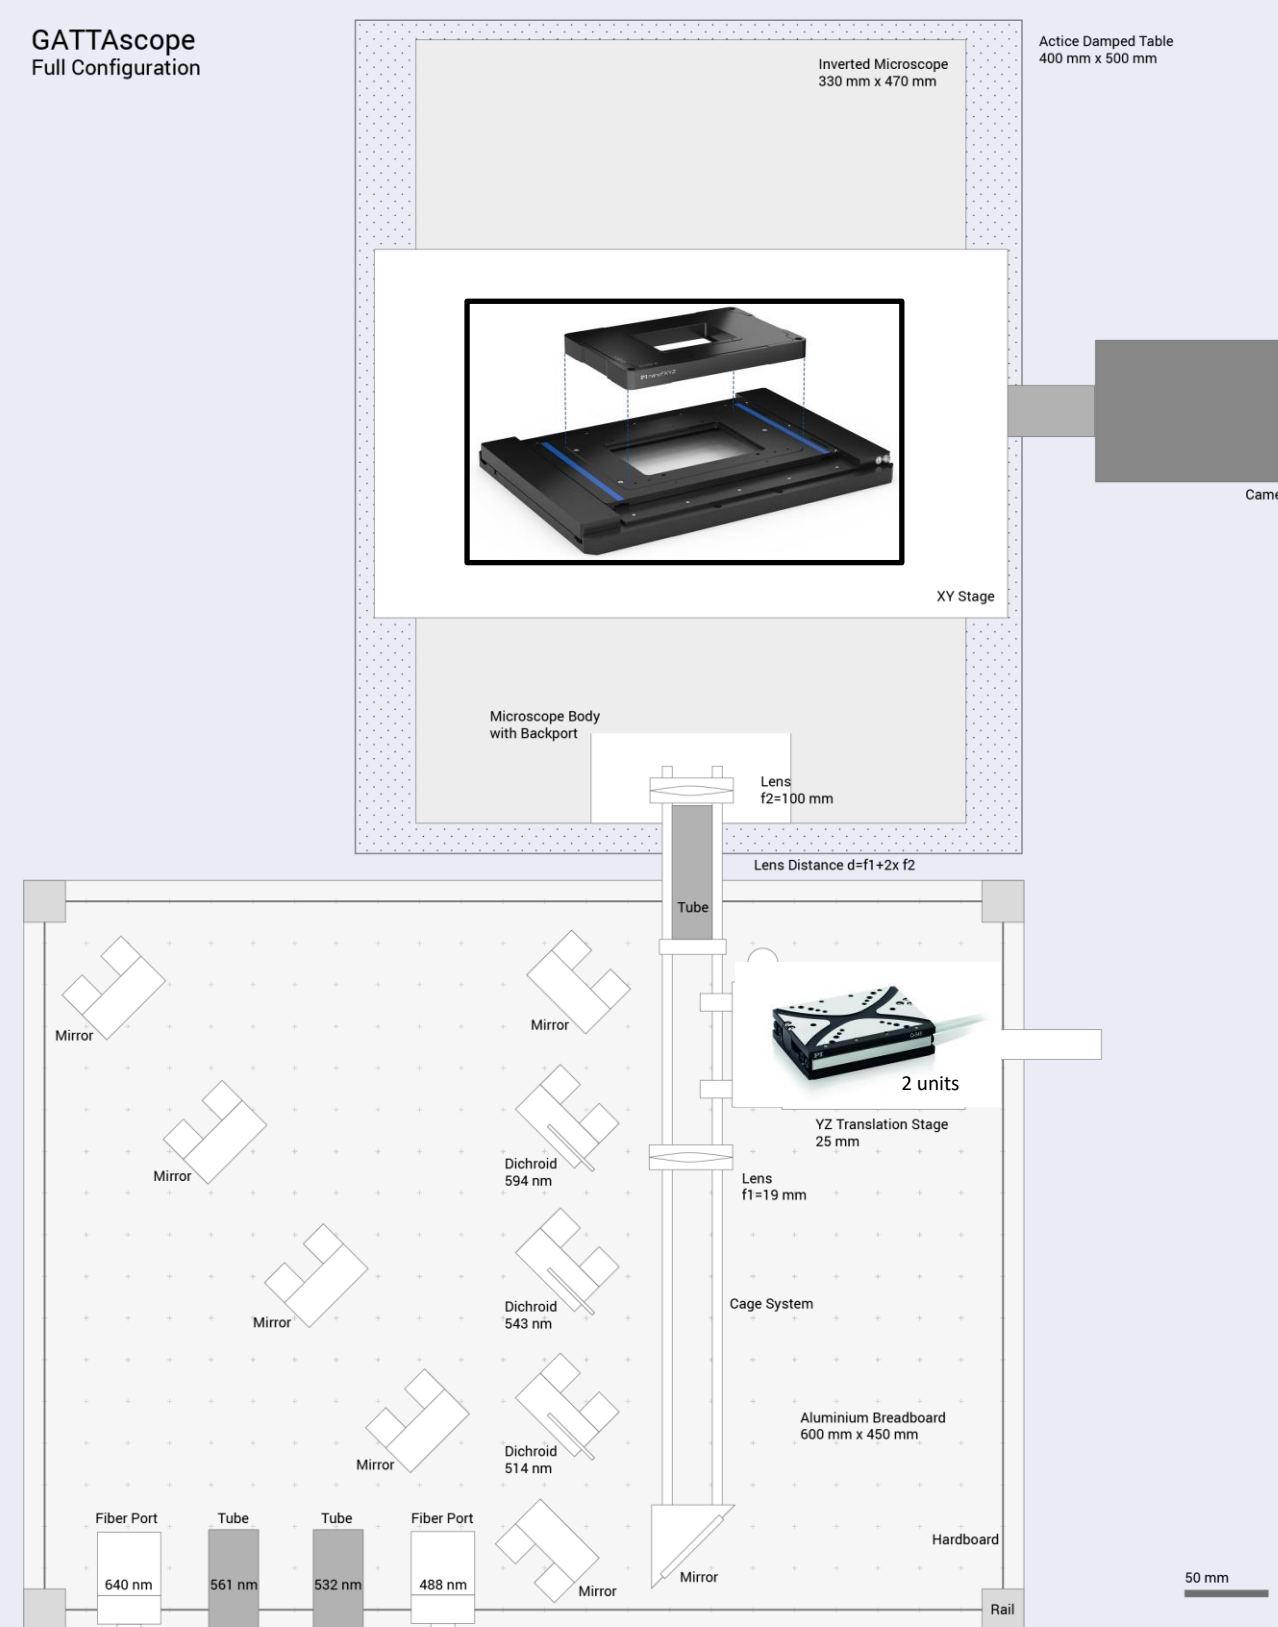 GATTAscope
Full Configuration
Actice Damped Table
400 mm x 500 mm
Inverted Microscope
330 mm x 470 mm
PI nanoFXYZ
Came
XY Stage
Microscope Body
with Backport
Lens
f2=100 mm
Lens Distance d=f1+2x f2
Tube
Mirror
Mirror
PI
2 units
YZ Translation Stage
25 mm
Mirror
Dichroid
594 nm
Lens
f1=19 mm
Cage System
Mirror
Dichroid
543 nm
Aluminium Breadboard
600 mm x 450 mm
Mirror
Dichroid
514 nm
Fiber Port
Tube
Tube
Fiber Port
640 nm
561 nm
532 nm
488 nm
Mirror
Mirror
Hardboard
Rail
50 mm